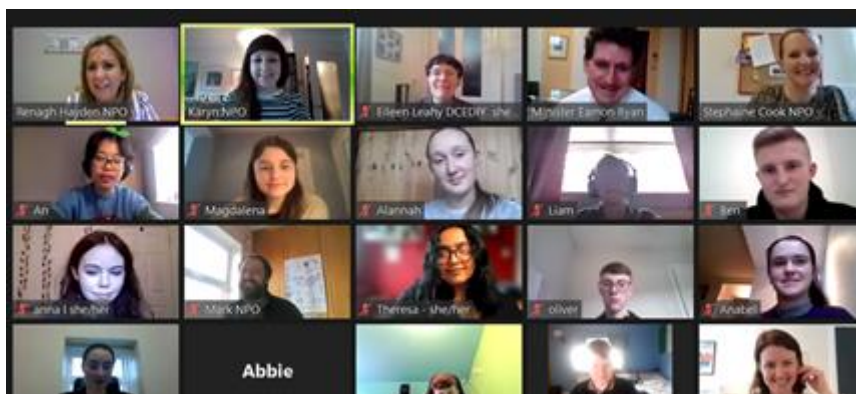 Renagh Hayden NPO
Karyn NPO
Eileen Leahy DCEDIY she
Minister Eamon Ryan
Stephaine Cook NPO
An
Magdalena
Alannah
Liam
Ben
anna l she/her
Mark NPO
Theresa - she/her
oliver
Anabel
Abbie